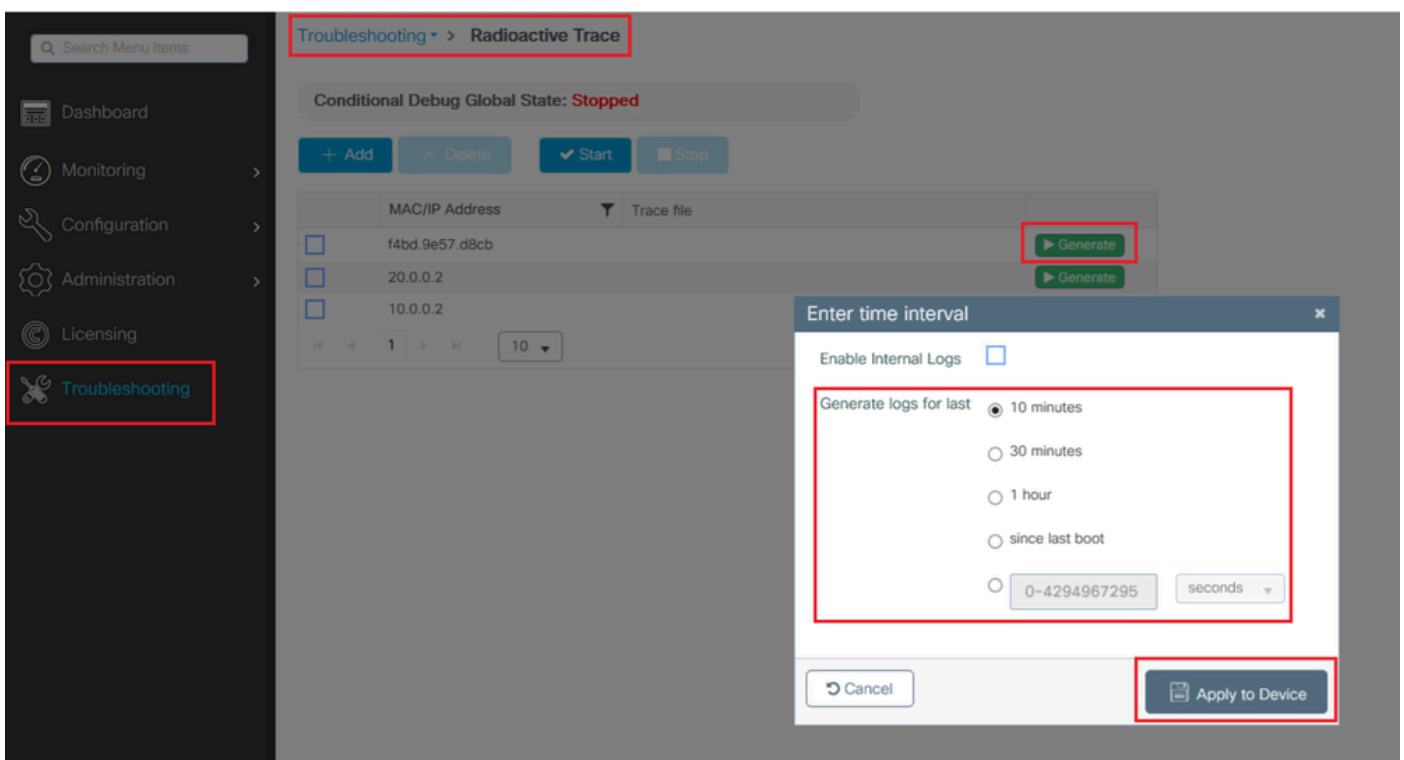 Search Menu Items
Dashboard
Monitoring
Configuration
Administration
Licensing
Troubleshooting
Troubleshooting > Radioactive Trace
Conditional Debug Global State: Stopped
+ Add × Delete ✔ Start Stop
MAC/IP Address Trace file
f4bd.9e57.d8cb Generate
20.0.0.2 Generate
10.0.0.2
1 10
Enter time interval ×
Enable Internal Logs
Generate logs for last 10 minutes
30 minutes
1 hour
since last boot
0-4294967295 seconds
Cancel Apply to Device